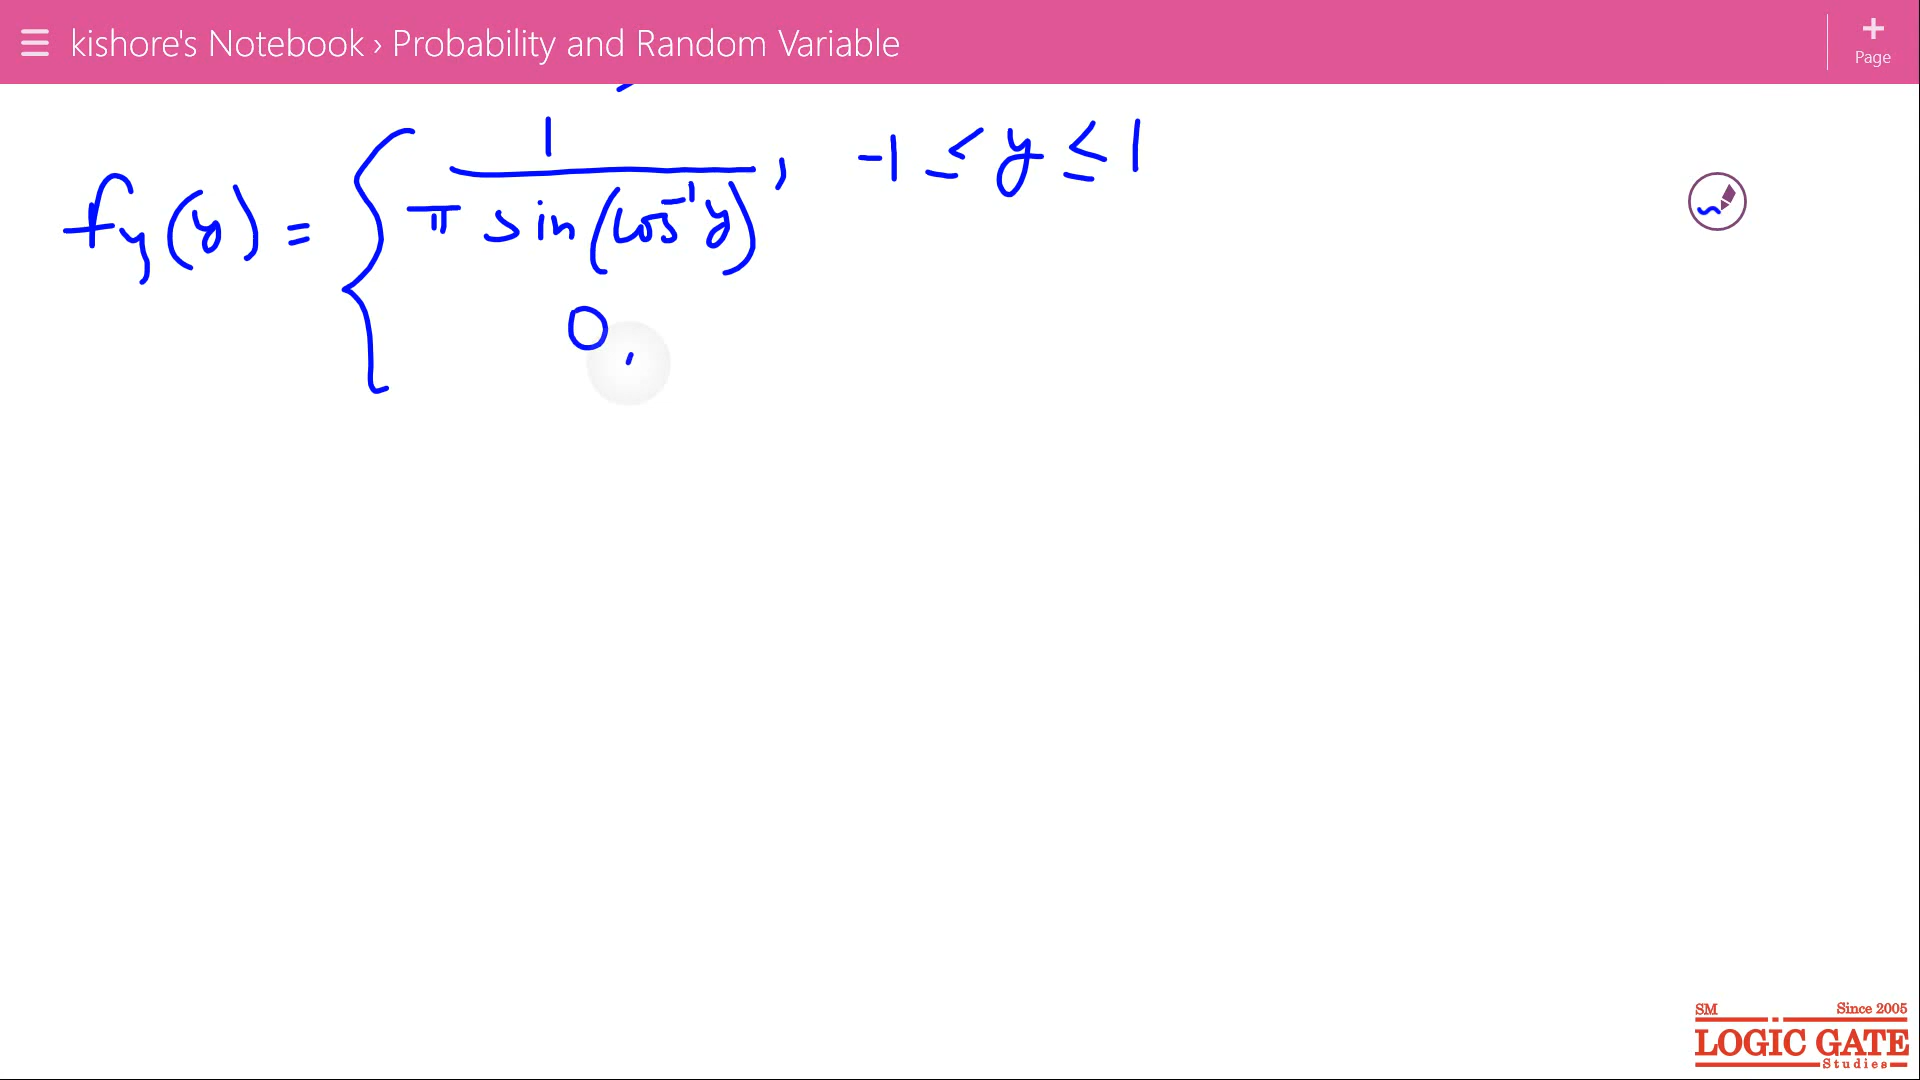 kishore's Notebook › Probability and Random Variable
+
Page
f_y(y) = { 1 / (π sin(cos⁻¹y)) , -1 ≤ y ≤ 1
0 ,
SM Since 2005
LOGIC GATE
Studies